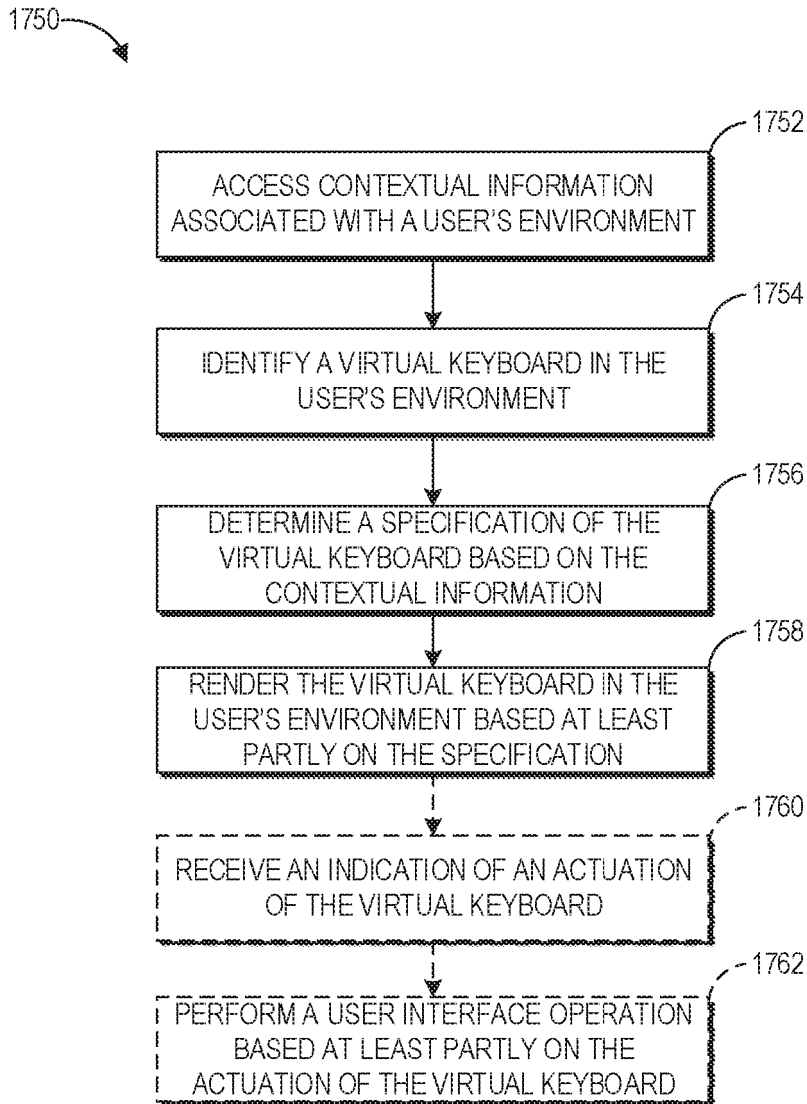 1750
1752
ACCESS CONTEXTUAL INFORMATION
ASSOCIATED WITH A USER'S ENVIRONMENT
1754
IDENTIFY A VIRTUAL KEYBOARD IN THE
USER'S ENVIRONMENT
1756
DETERMINE A SPECIFICATION OF THE
VIRTUAL KEYBOARD BASED ON THE
CONTEXTUAL INFORMATION
1758
RENDER THE VIRTUAL KEYBOARD IN THE
USER'S ENVIRONMENT BASED AT LEAST
PARTLY ON THE SPECIFICATION
1760
RECEIVE AN INDICATION OF AN ACTUATION
OF THE VIRTUAL KEYBOARD
1762
PERFORM A USER INTERFACE OPERATION
BASED AT LEAST PARTLY ON THE
ACTUATION OF THE VIRTUAL KEYBOARD